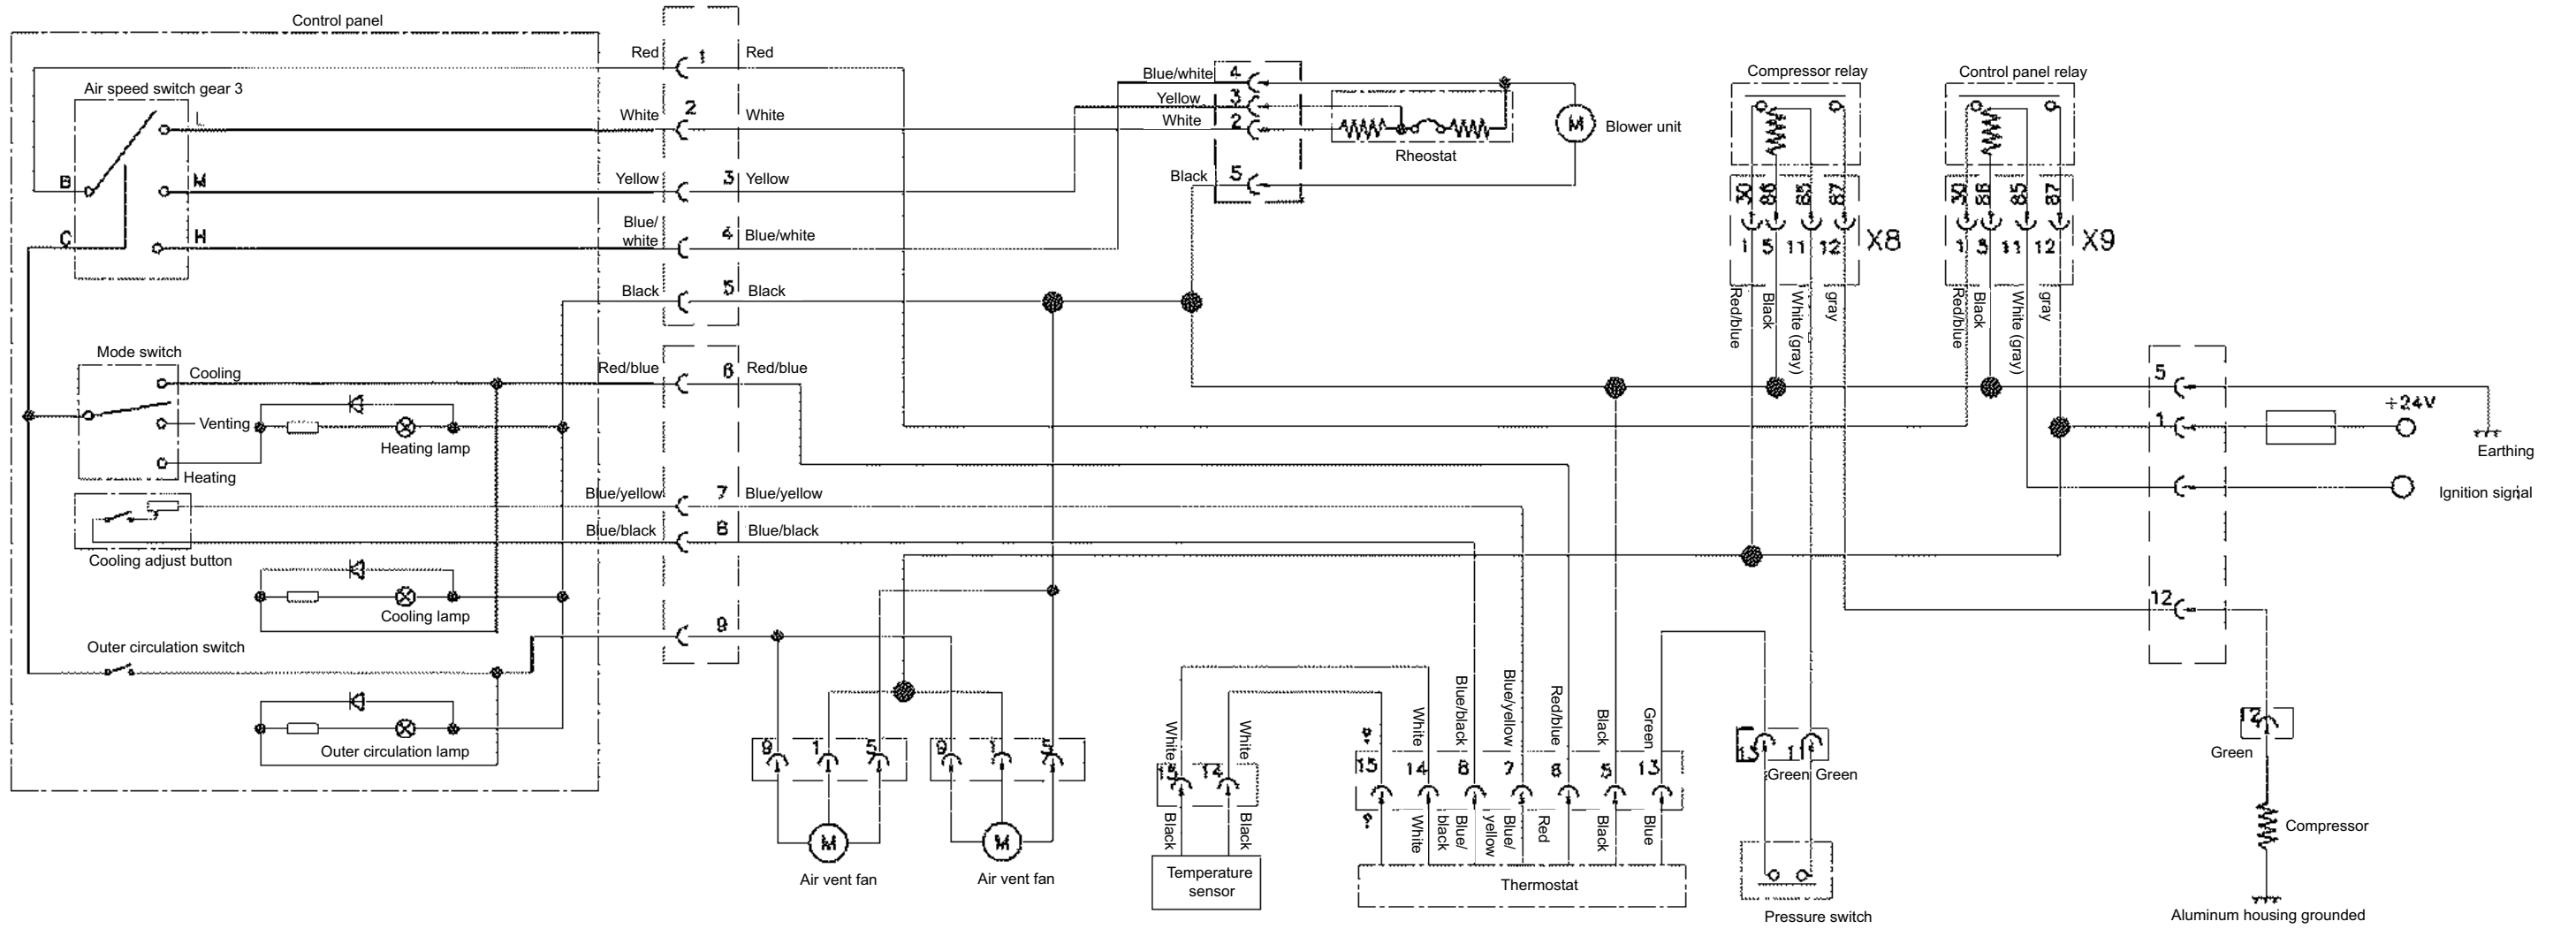 Control panel
Air speed switch gear 3
L
B
M
C
H
Mode switch
Cooling
Venting
Heating
Heating lamp
Cooling adjust button
Cooling lamp
Outer circulation switch
Outer circulation lamp
Red 1 Red
White 2 White
Yellow 3 Yellow
Blue/
white 4 Blue/white
Black 5 Black
Red/blue 6 Red/blue
Blue/yellow 7 Blue/yellow
Blue/black 8 Blue/black
9
Blue/white 4
Yellow 3
White 2
Black 5
Rheostat
M
Blower unit
Compressor relay
30 86 85 87
1 5 11 12
X8
Red/blue
Black
White (gray)
gray
Control panel relay
30 86 85 87
1 5 11 12
X9
Red/blue
Black
White (gray)
gray
5
1
12
+24V
Earthing
Ignition signal
9 1 5
M
Air vent fan
9 1 5
M
Air vent fan
White
White
15 14
Black
Black
Temperature
sensor
White
Blue/black
Blue/yellow
Red/blue
Black
Green
15 14 8 7 6 5 13
White
Blue/
black
Blue/
yellow
Red
Black
Blue
Thermostat
13 11
Green Green
Pressure switch
12
Green
Compressor
Aluminum housing grounded